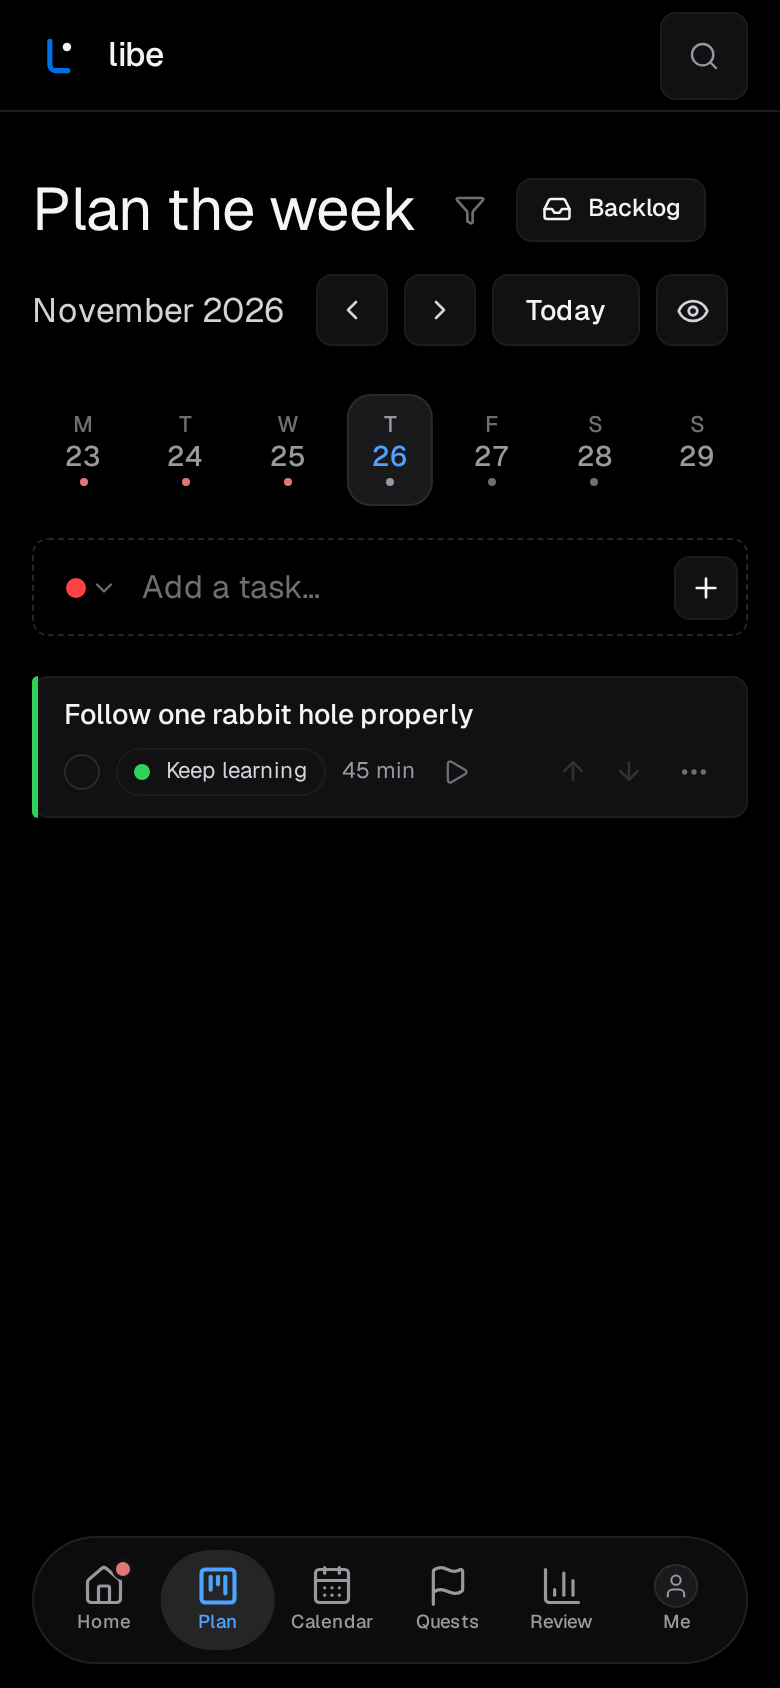 libe
Plan the week
Backlog
November 2026
Today
M T W T F S S
23 24 25 26 27 28 29
Add a task...
Follow one rabbit hole properly
Keep learning 45 min
Home Plan Calendar Quests Review Me